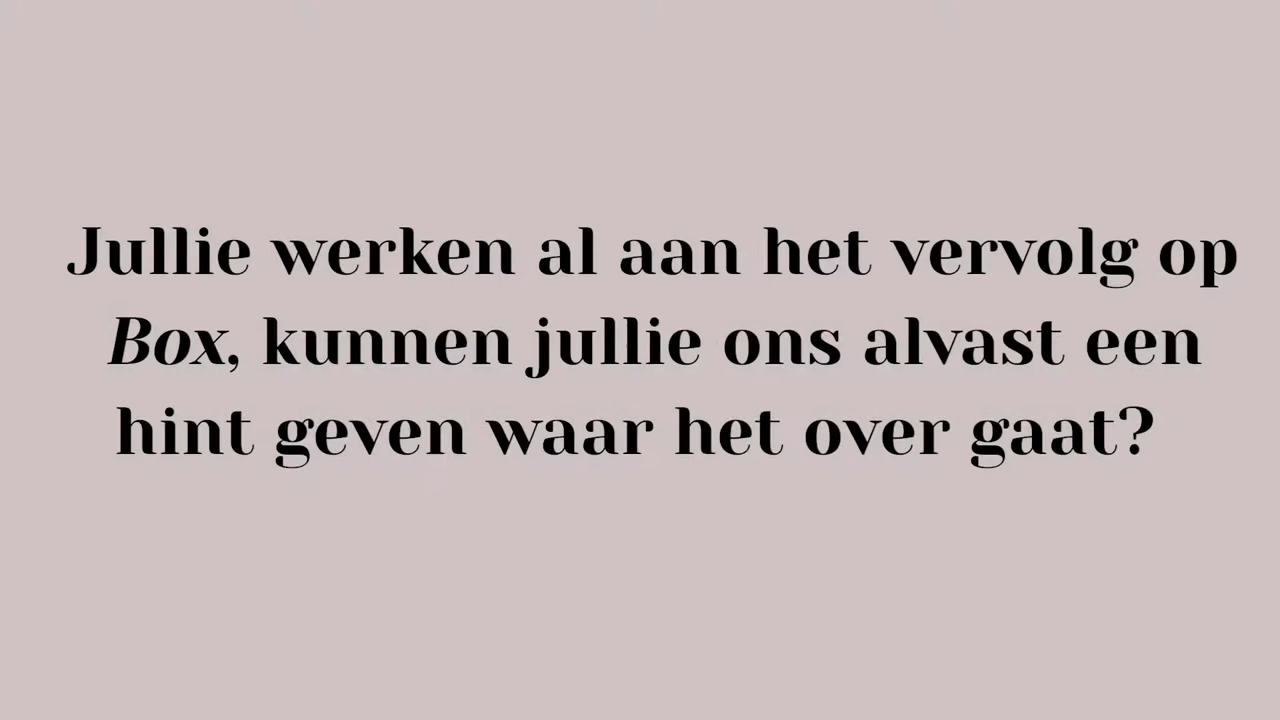 Jullie werken al aan het vervolg op
Box, kunnen jullie ons alvast een
hint geven waar het over gaat?